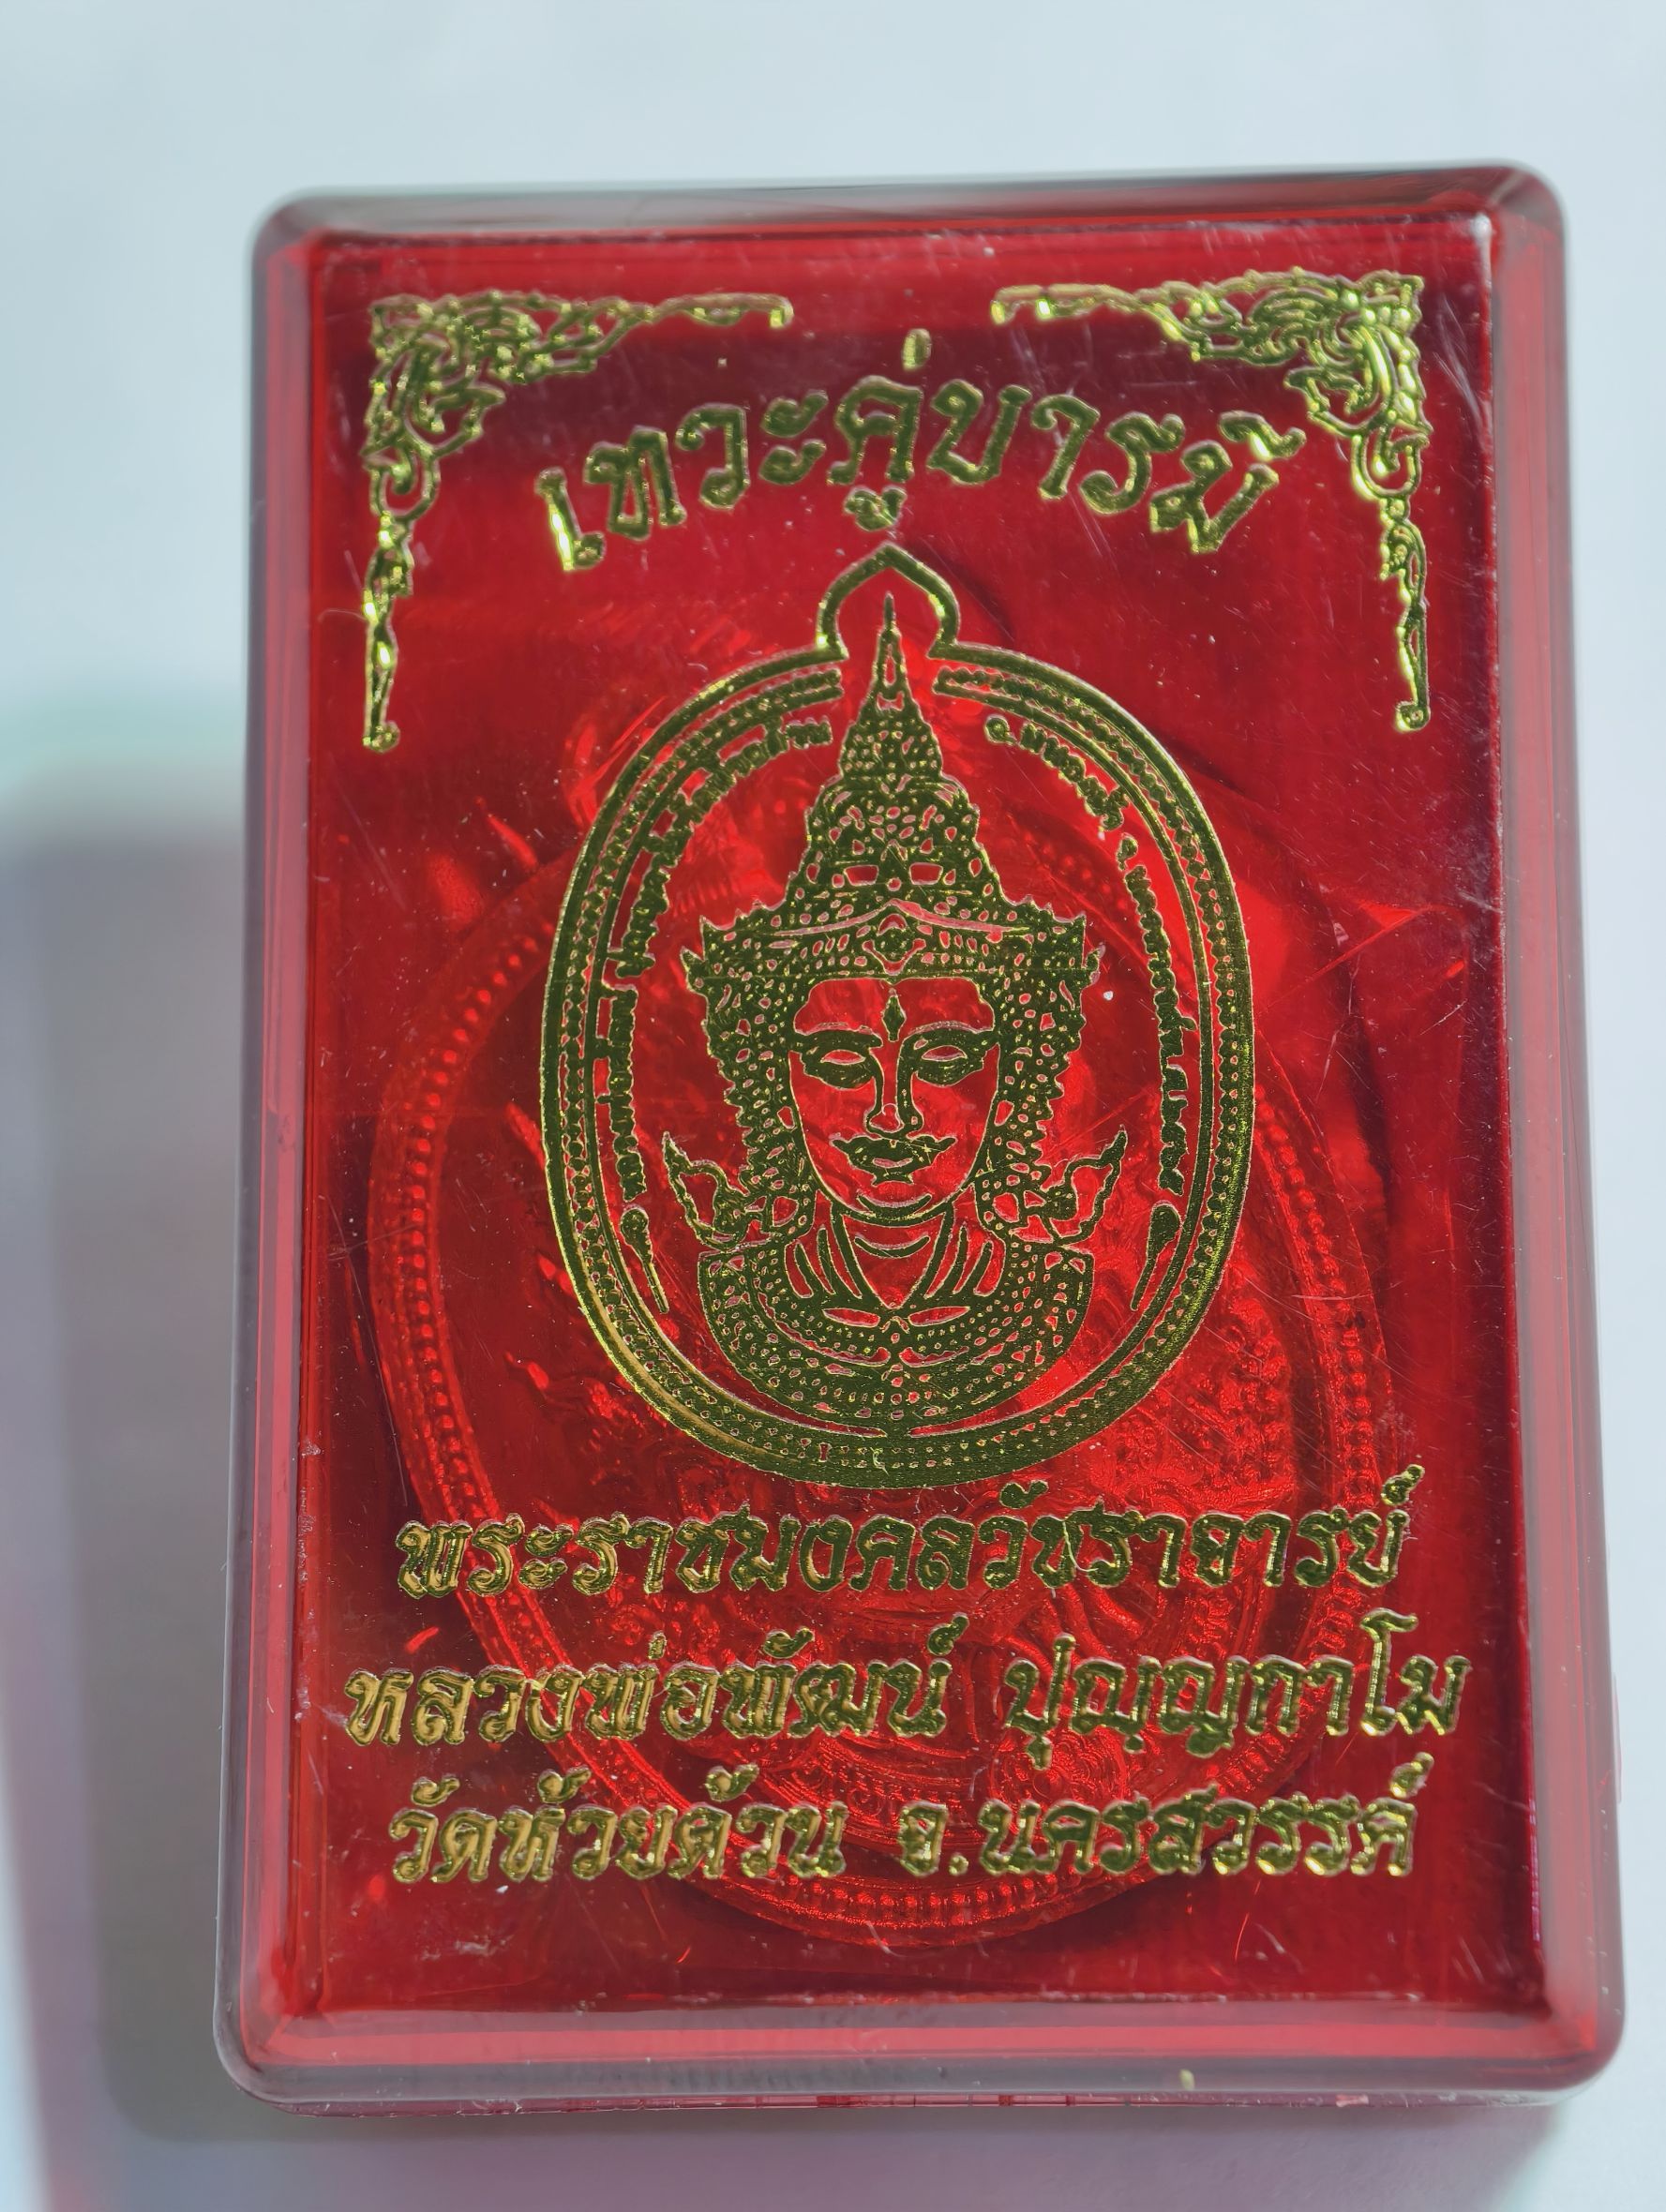 เทวะคู่บารมี
พระราชมงคลวัชราจารย์
หลวงพ่อพัฒน์ ปุญฺญกาโม
วัดห้วยด้วน จ.นครสวรรค์